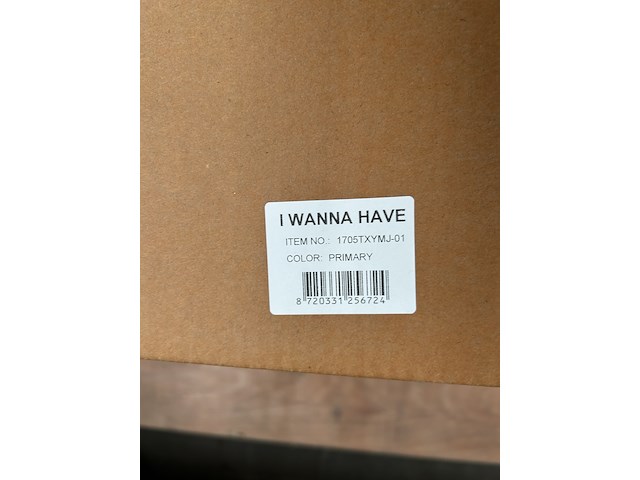 I WANNA HAVE
ITEM NO.: 1705TXYMJ-01
COLOR: PRIMARY
8 720331 256724